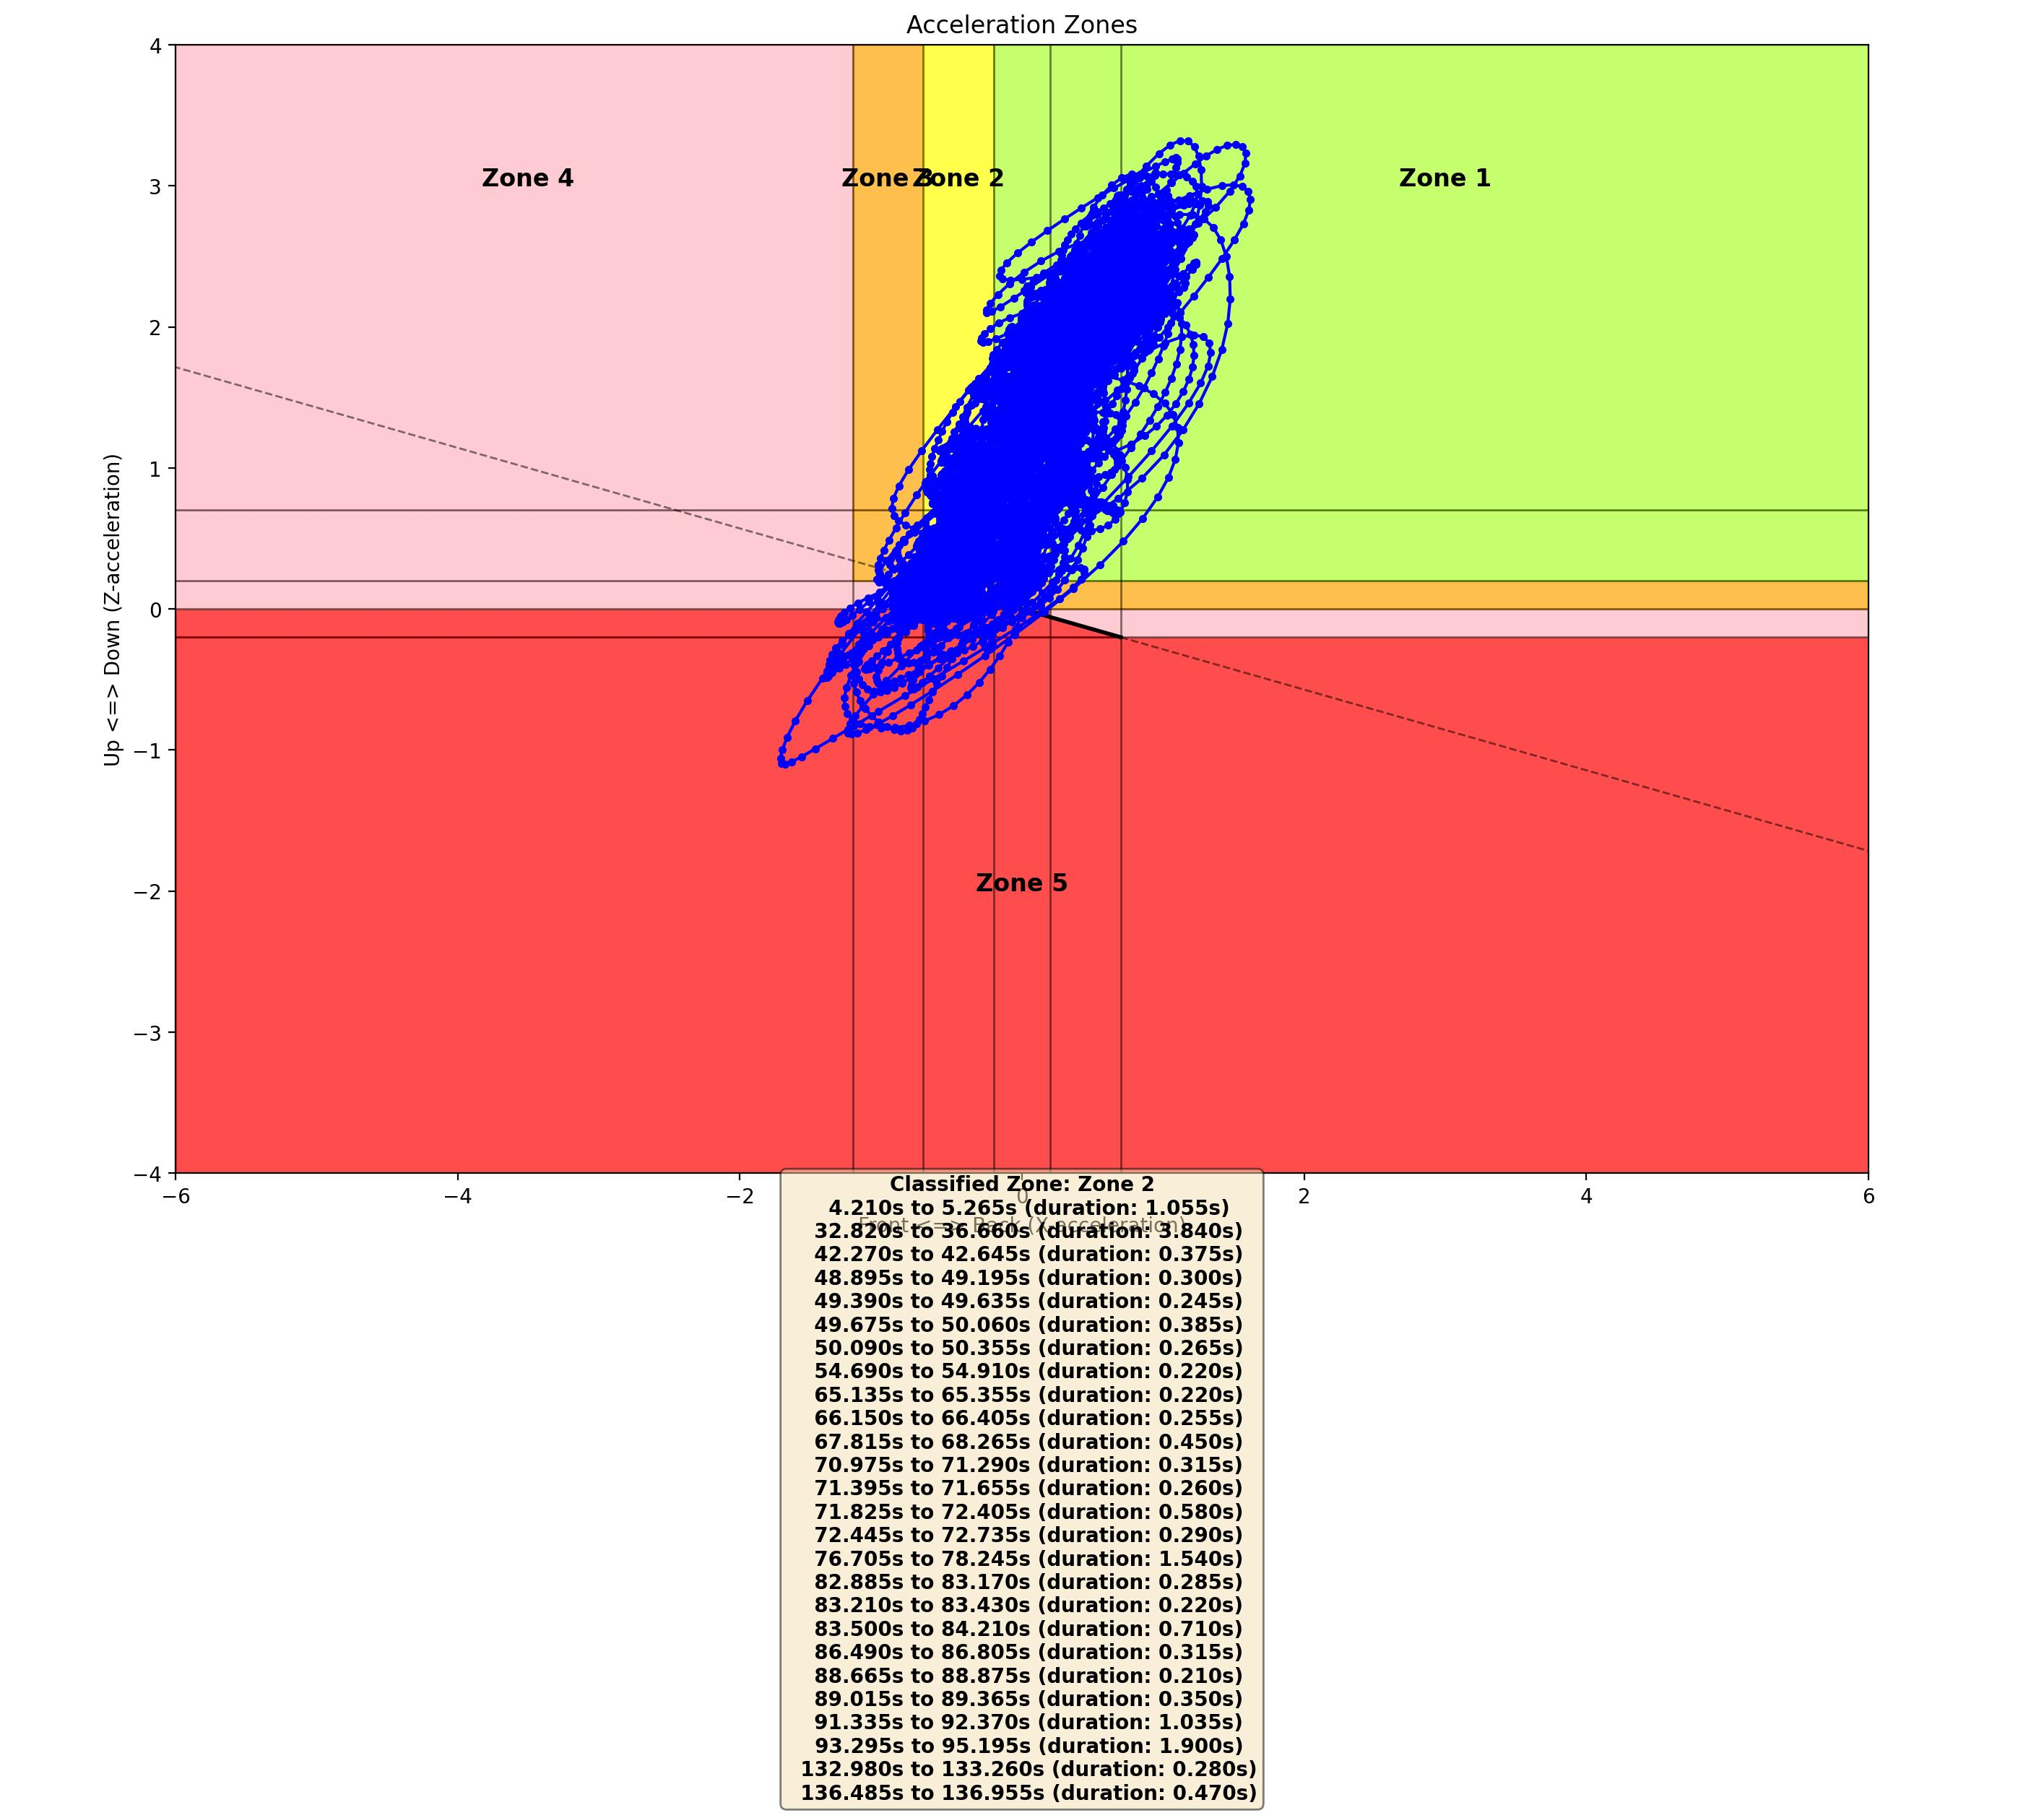 Acceleration Zones
4
3
2
1
0
−1
−2
−3
−4
Up <=> Down (Z-acceleration)
Zone 4
Zone 3
Zone 2
Zone 1
Zone 5
−6
−4
−2
0
2
4
6
Front <=> Back (X-acceleration)
Classified Zone: Zone 2
4.210s to 5.265s (duration: 1.055s)
32.820s to 36.660s (duration: 3.840s)
42.270s to 42.645s (duration: 0.375s)
48.895s to 49.195s (duration: 0.300s)
49.390s to 49.635s (duration: 0.245s)
49.675s to 50.060s (duration: 0.385s)
50.090s to 50.355s (duration: 0.265s)
54.690s to 54.910s (duration: 0.220s)
65.135s to 65.355s (duration: 0.220s)
66.150s to 66.405s (duration: 0.255s)
67.815s to 68.265s (duration: 0.450s)
70.975s to 71.290s (duration: 0.315s)
71.395s to 71.655s (duration: 0.260s)
71.825s to 72.405s (duration: 0.580s)
72.445s to 72.735s (duration: 0.290s)
76.705s to 78.245s (duration: 1.540s)
82.885s to 83.170s (duration: 0.285s)
83.210s to 83.430s (duration: 0.220s)
83.500s to 84.210s (duration: 0.710s)
86.490s to 86.805s (duration: 0.315s)
88.665s to 88.875s (duration: 0.210s)
89.015s to 89.365s (duration: 0.350s)
91.335s to 92.370s (duration: 1.035s)
93.295s to 95.195s (duration: 1.900s)
132.980s to 133.260s (duration: 0.280s)
136.485s to 136.955s (duration: 0.470s)